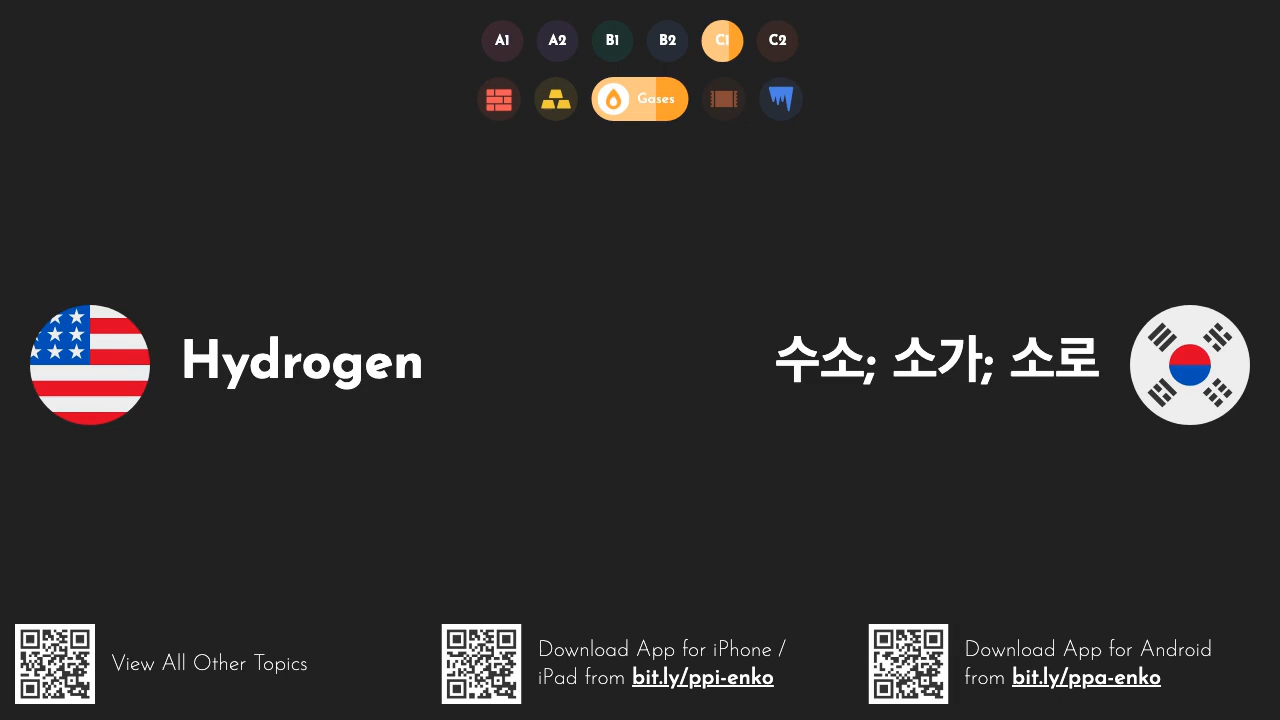 A1 A2 B1 B2 C1 C2
Gases
Hydrogen
수소; 소가; 소로
View All Other Topics
Download App for iPhone /
iPad from bit.ly/ppi-enko
Download App for Android
from bit.ly/ppa-enko